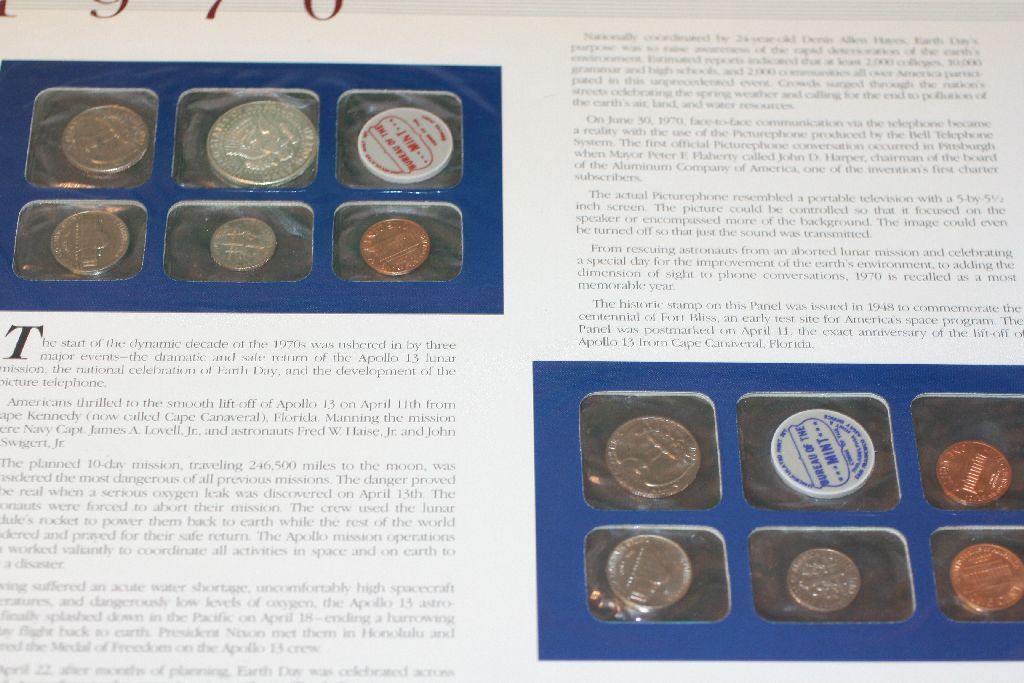 1970
The start of the dynamic decade of the 1970s was ushered in by three
major events—the dramatic and safe return of the Apollo 13 lunar
mission, the national celebration of Earth Day, and the development of the
picture telephone.
Americans thrilled to the smooth lift-off of Apollo 13 on April 11th from
ape Kennedy (now called Cape Canaveral), Florida. Manning the mission
ere Navy Capt. James A. Lovell, Jr., and astronauts Fred W. Haise, Jr. and John
Swigert, Jr.
The planned 10-day mission, traveling 246,500 miles to the moon, was
nsidered the most dangerous of all previous missions. The danger proved
be real when a serious oxygen leak was discovered on April 13th. The
onauts were forced to abort their mission. The crew used the lunar
dule's rocket to power them back to earth while the rest of the world
dered and prayed for their safe return. The Apollo mission operations
worked valiantly to coordinate all activities in space and on earth to
a disaster.
ving suffered an acute water shortage, uncomfortably high spacecraft
eratures, and dangerously low levels of oxygen, the Apollo 13 astro-
finally splashed down in the Pacific on April 18—ending a harrowing
ay flight back to earth. President Nixon met them in Honolulu and
red the Medal of Freedom on the Apollo 13 crew.
April 22, after months of planning, Earth Day was celebrated across
Nationally coordinated by 24-year-old Denis Allen Hayes, Earth Day's
purpose was to raise awareness of the rapid deterioration of the earth's
environment. Estimated reports indicated that at least 2,000 colleges, 10,000
grammar and high schools, and 2,000 communities all over America partici-
pated in this unprecedented event. Crowds surged through the nation's
streets celebrating the spring weather and calling for the end to pollution of
the earth's air, land, and water resources.
On June 30, 1970, face-to-face communication via the telephone became
a reality with the use of the Picturephone produced by the Bell Telephone
System. The first official Picturephone conversation occurred in Pittsburgh
when Mayor Peter F. Flaherty called John D. Harper, chairman of the board
of the Aluminum Company of America, one of the invention's first charter
subscribers.
The actual Picturephone resembled a portable television with a 5-by-5½
inch screen. The picture could be controlled so that it focused on the
speaker or encompassed more of the background. The image could even
be turned off so that just the sound was transmitted.
From rescuing astronauts from an aborted lunar mission and celebrating
a special day for the improvement of the earth's environment, to adding the
dimension of sight to phone conversations, 1970 is recalled as a most
memorable year.
The historic stamp on this Panel was issued in 1948 to commemorate the
centennial of Fort Bliss, an early test site for America's space program. The
Panel was postmarked on April 11, the exact anniversary of the lift-off of
Apollo 13 from Cape Canaveral, Florida.
BUREAU OF THE
MINT
BUREAU OF THE
MINT